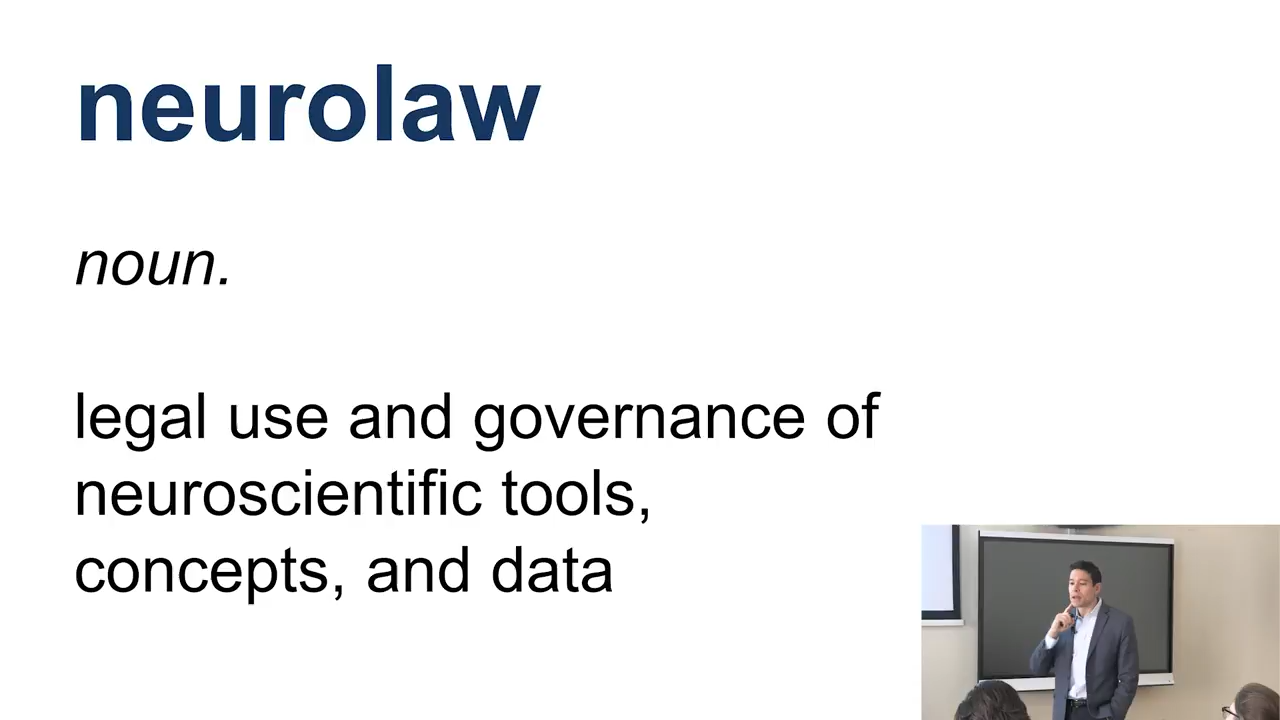 neurolaw
noun.
legal use and governance of
neuroscientific tools,
concepts, and data